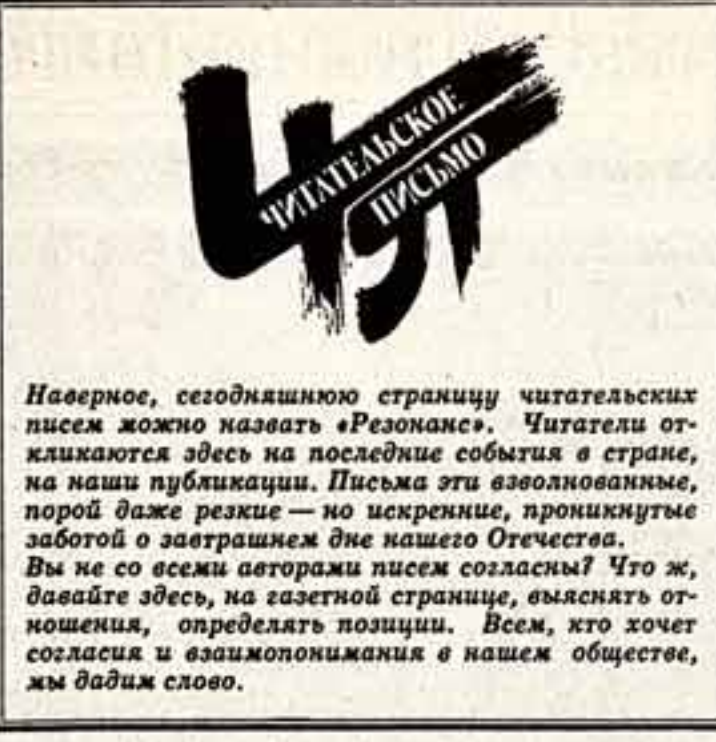 ЧП
ЧИТАТЕЛЬСКОЕ
ПИСЬМО
Наверное, сегодняшнюю страницу читательских
писем можно назвать «Резонанс». Читатели от-
кликаются здесь на последние события в стране,
на наши публикации. Письма эти взволнованные,
порой даже резкие — но искренние, проникнутые
заботой о завтрашнем дне нашего Отечества.
Вы не со всеми авторами писем согласны? Что ж,
давайте здесь, на газетной странице, выяснять от-
ношения, определять позиции. Всем, кто хочет
согласия и взаимопонимания в нашем обществе,
мы дадим слово.